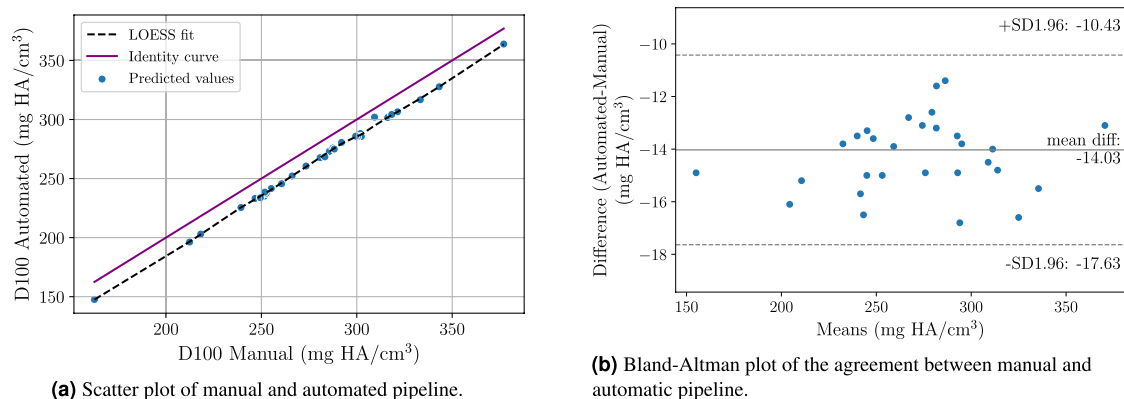 LOESS fit
Identity curve
Predicted values
350
300
250
200
150
D100 Automated (mg HA/cm³)
200
250
300
350
D100 Manual (mg HA/cm³)
(a) Scatter plot of manual and automated pipeline.
+SD1.96: -10.43
mean diff:
-14.03
-SD1.96: -17.63
−10
−12
−14
−16
−18
Difference (Automated-Manual)
(mg HA/cm³)
150
200
250
300
350
Means (mg HA/cm³)
(b) Bland-Altman plot of the agreement between manual and
automatic pipeline.